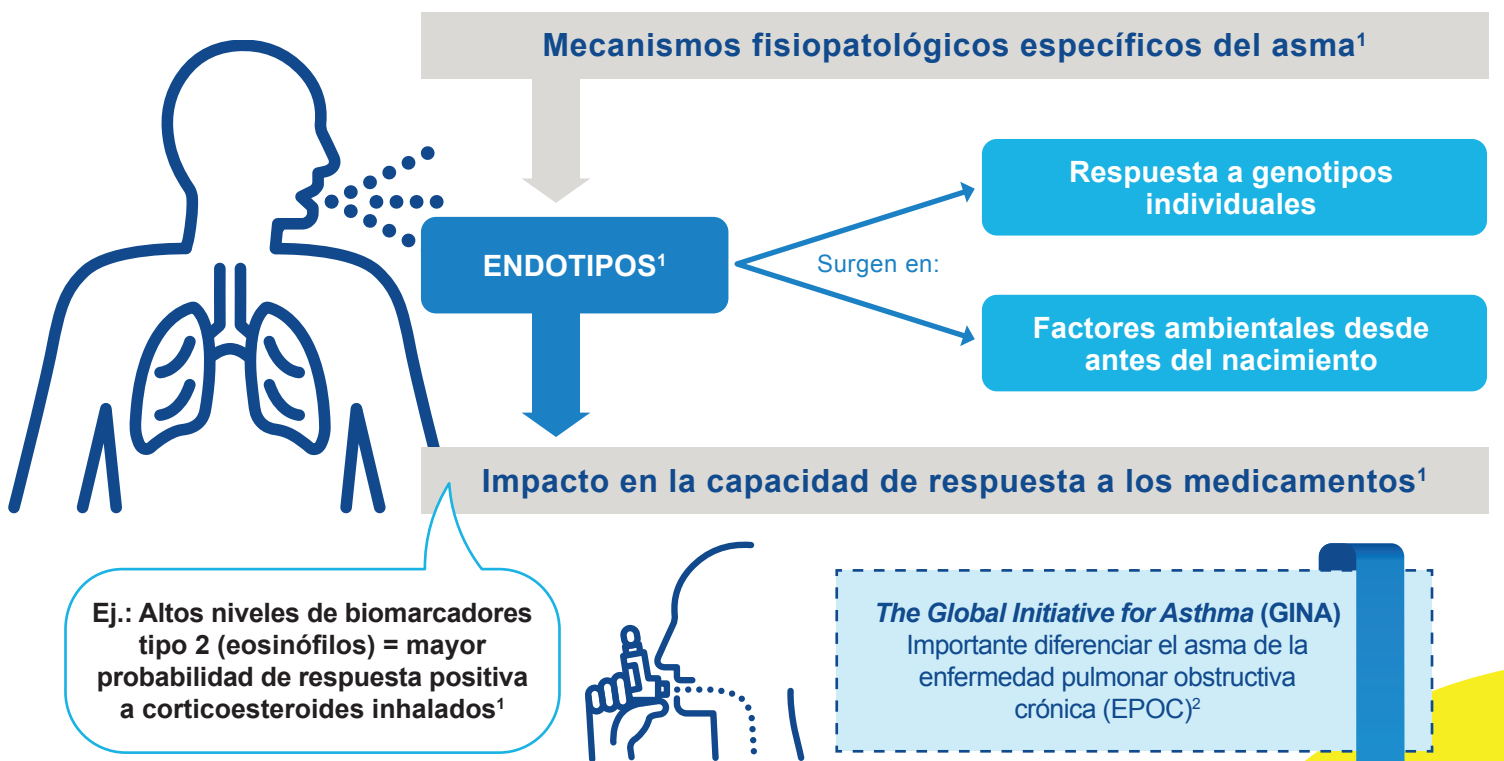 Mecanismos fisiopatológicos específicos del asma¹
ENDOTIPOS¹
Surgen en:
Respuesta a genotipos
individuales
Factores ambientales desde
antes del nacimiento
Impacto en la capacidad de respuesta a los medicamentos¹
Ej.: Altos niveles de biomarcadores
tipo 2 (eosinófilos) = mayor
probabilidad de respuesta positiva
a corticoesteroides inhalados¹
The Global Initiative for Asthma (GINA)
Importante diferenciar el asma de la
enfermedad pulmonar obstructiva
crónica (EPOC)²